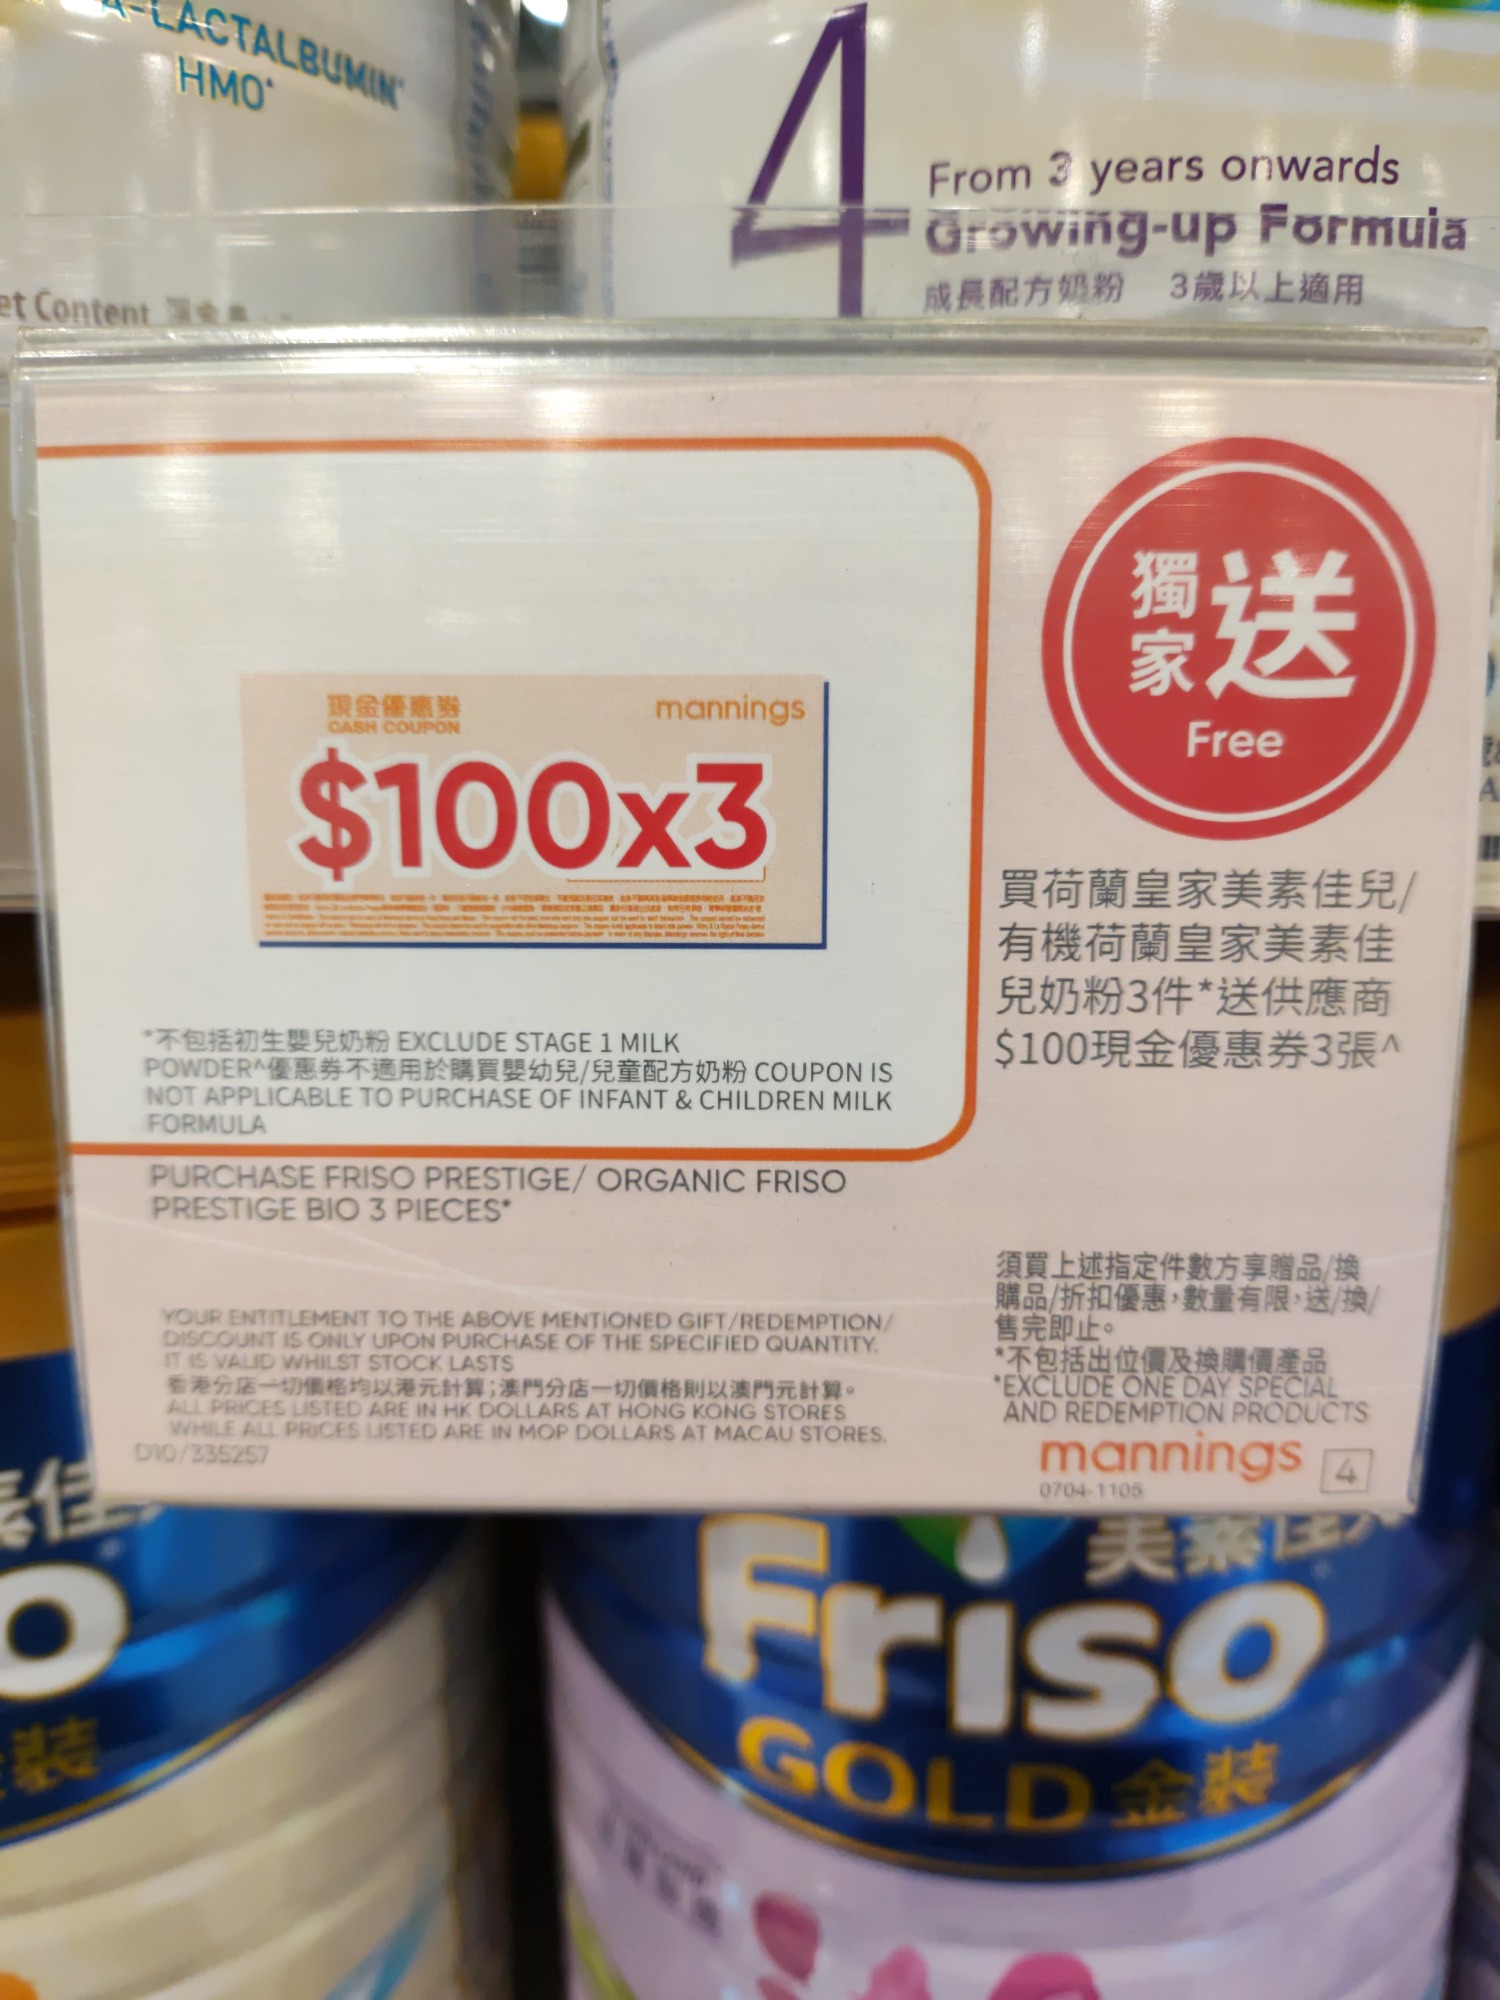 A-LACTALBUMIN
HMO
4
From 3 years onwards
Growing-up Formula
成長配方奶粉 3歲以上適用
et Content
現金優惠券
CASH COUPON
mannings
$100x3
獨家送
Free
買荷蘭皇家美素佳兒/
有機荷蘭皇家美素佳
兒奶粉3件*送供應商
$100現金優惠券3張^
*不包括初生嬰兒奶粉 EXCLUDE STAGE 1 MILK
POWDER^優惠券不適用於購買嬰幼兒/兒童配方奶粉 COUPON IS
NOT APPLICABLE TO PURCHASE OF INFANT & CHILDREN MILK
FORMULA
PURCHASE FRISO PRESTIGE/ ORGANIC FRISO
PRESTIGE BIO 3 PIECES*
須買上述指定件數方享贈品/換
購品/折扣優惠,數量有限,送/換/
售完即止。
*不包括出位價及換購價產品
*EXCLUDE ONE DAY SPECIAL
AND REDEMPTION PRODUCTS
YOUR ENTITLEMENT TO THE ABOVE MENTIONED GIFT/REDEMPTION/
DISCOUNT IS ONLY UPON PURCHASE OF THE SPECIFIED QUANTITY.
IT IS VALID WHILST STOCK LASTS
香港分店一切價格均以港元計算;澳門分店一切價格則以澳門元計算。
ALL PRICES LISTED ARE IN HK DOLLARS AT HONG KONG STORES
WHILE ALL PRICES LISTED ARE IN MOP DOLLARS AT MACAU STORES.
D10/335257
mannings 4
0704-1105
素佳
美素佳
Friso
GOLD 金裝
裝